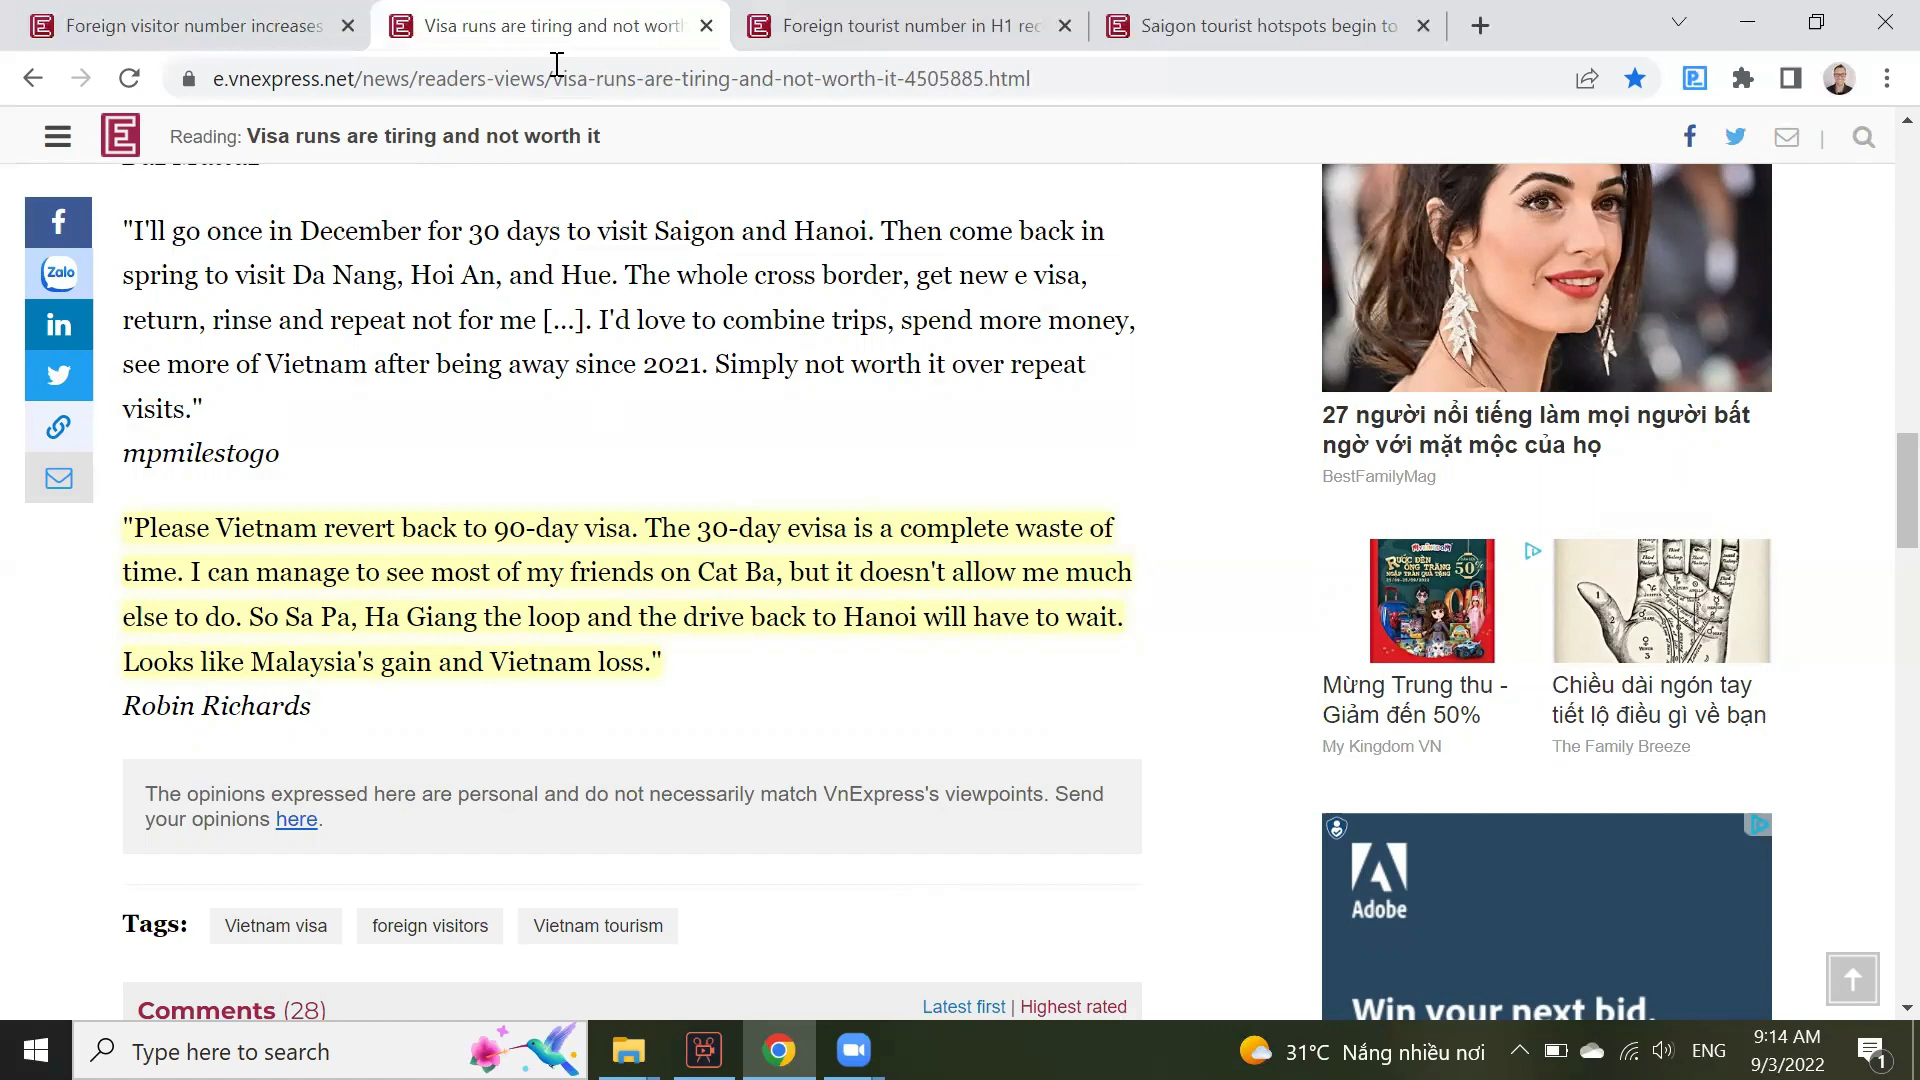 Foreign visitor number increases
Visa runs are tiring and not worth
Foreign tourist number in H1 rec
Saigon tourist hotspots begin to
e.vnexpress.net/news/readers-views/visa-runs-are-tiring-and-not-worth-it-4505885.html
E
Reading: Visa runs are tiring and not worth it
"I'll go once in December for 30 days to visit Saigon and Hanoi. Then come back in
spring to visit Da Nang, Hoi An, and Hue. The whole cross border, get new e visa,
return, rinse and repeat not for me [...]. I'd love to combine trips, spend more money,
see more of Vietnam after being away since 2021. Simply not worth it over repeat
visits."
mpmilestogo
"Please Vietnam revert back to 90-day visa. The 30-day evisa is a complete waste of
time. I can manage to see most of my friends on Cat Ba, but it doesn't allow me much
else to do. So Sa Pa, Ha Giang the loop and the drive back to Hanoi will have to wait.
Looks like Malaysia's gain and Vietnam loss."
Robin Richards
The opinions expressed here are personal and do not necessarily match VnExpress's viewpoints. Send
your opinions here.
Tags: Vietnam visa foreign visitors Vietnam tourism
Comments (28)
Latest first | Highest rated
Zalo
27 người nổi tiếng làm mọi người bất
ngờ với mặt mộc của họ
BestFamilyMag
RƯỚC ĐÈN
ÔNG TRĂNG
50%
Mừng Trung thu -
Giảm đến 50%
My Kingdom VN
Chiều dài ngón tay
tiết lộ điều gì về bạn
The Family Breeze
Adobe
Win your next bid.
Type here to search
31°C Nắng nhiều nơi
ENG
9:14 AM
9/3/2022
1